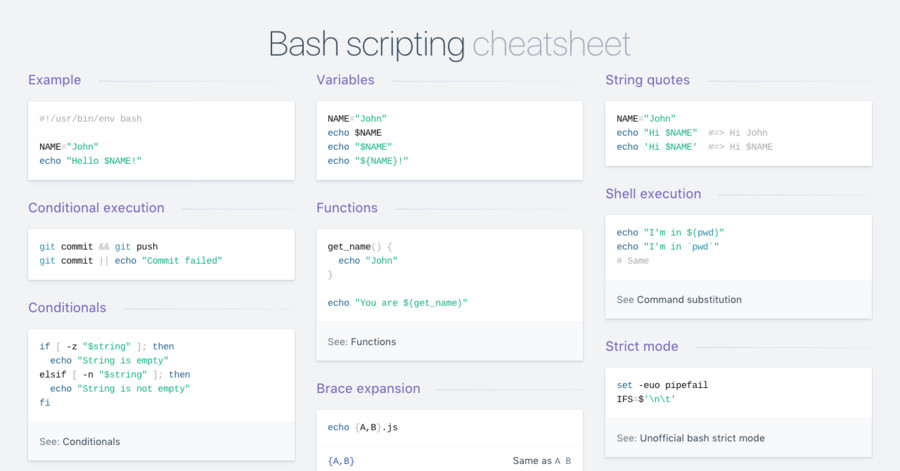 Bash scripting cheatsheet
Example
#!/usr/bin/env bash
NAME="John"
echo "Hello $NAME!"
Conditional execution
git commit && git push
git commit || echo "Commit failed"
Conditionals
if [ -z "$string" ]; then
  echo "String is empty"
elsif [ -n "$string" ]; then
  echo "String is not empty"
fi
See: Conditionals
Variables
NAME="John"
echo $NAME
echo "$NAME"
echo "${NAME}!"
Functions
get_name() {
  echo "John"
}
echo "You are $(get_name)"
See: Functions
Brace expansion
echo {A,B}.js
{A,B} Same as A B
String quotes
NAME="John"
echo "Hi $NAME"  #=> Hi John
echo 'Hi $NAME'  #=> Hi $NAME
Shell execution
echo "I'm in $(pwd)"
echo "I'm in `pwd`"
# Same
See Command substitution
Strict mode
set -euo pipefail
IFS=$'\n\t'
See: Unofficial bash strict mode